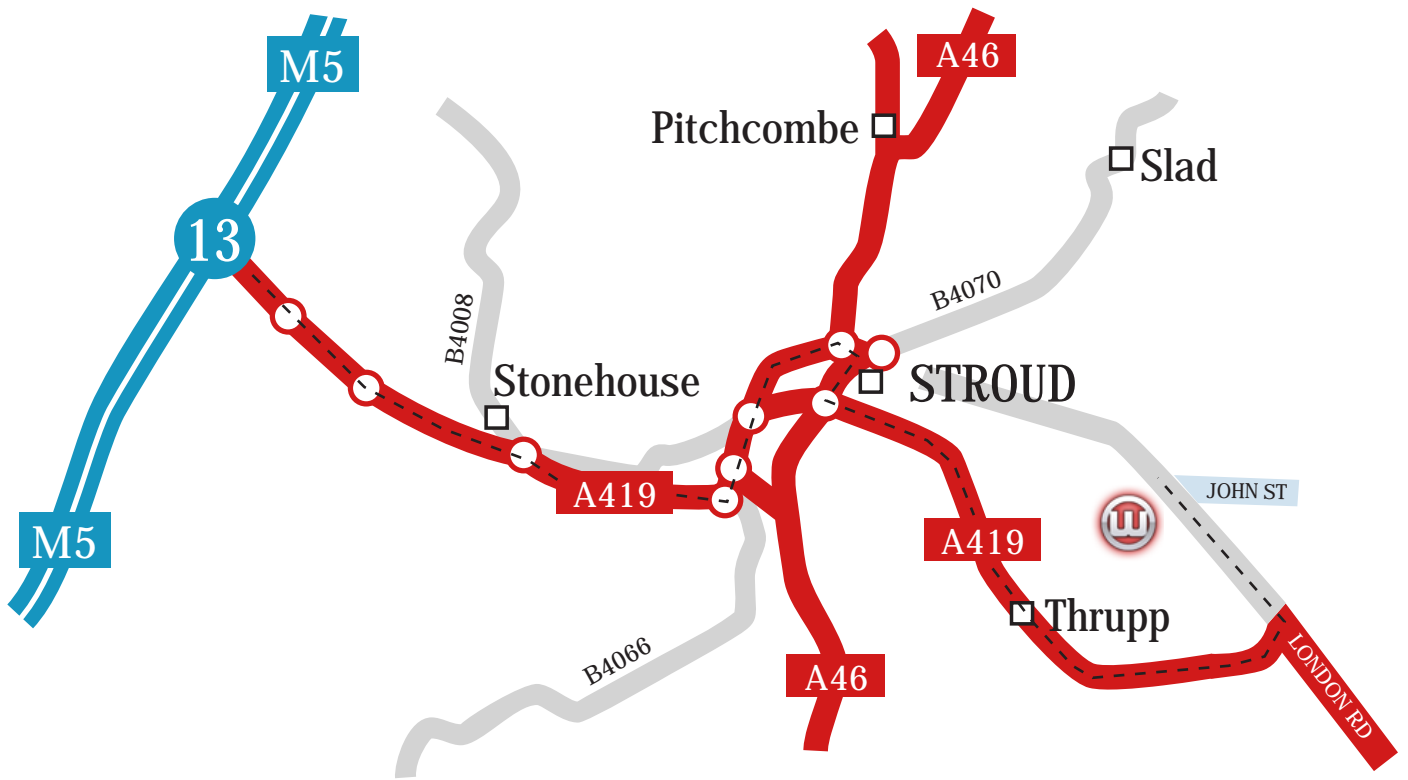 M5
A46
Pitchcombe
Slad
13
B4070
B4008
Stonehouse
STROUD
A419
JOHN ST
W
A419
M5
Thrupp
B4066
A46
LONDON RD